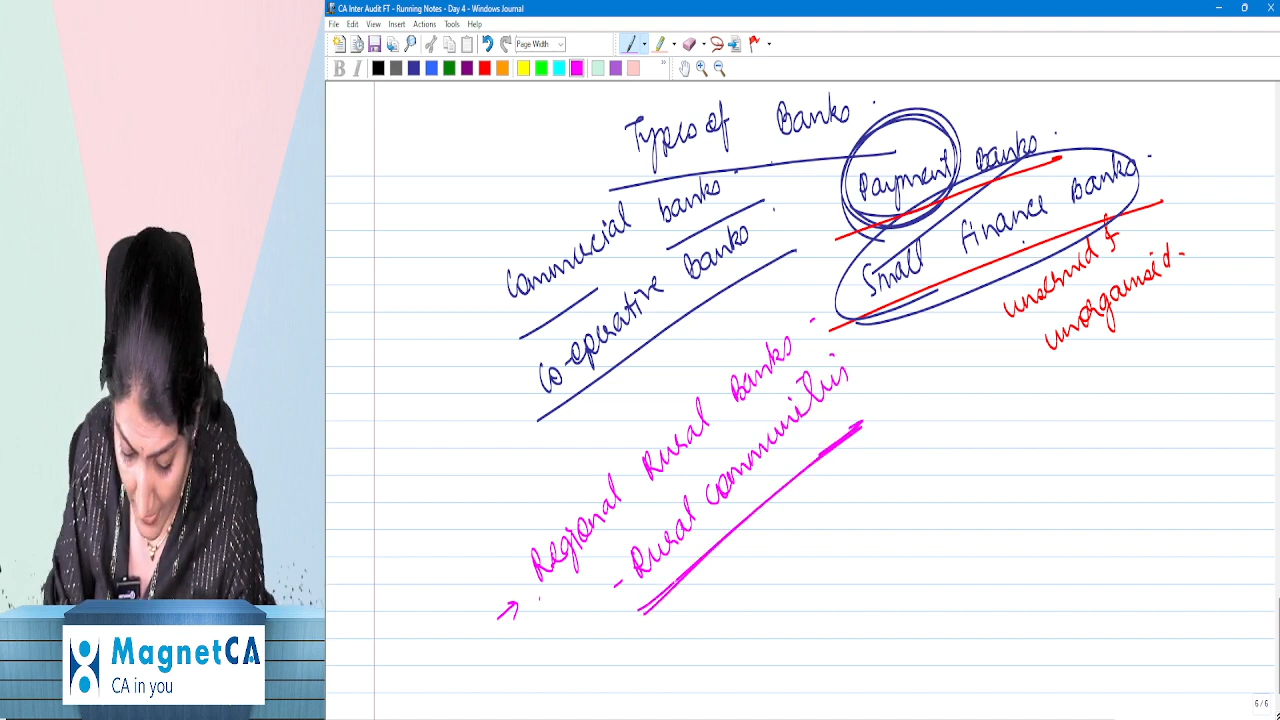 CA Inter Audit FT - Running Notes - Day 4 - Windows Journal
File Edit View Insert Actions Tools Help
Page Width
B I
Types of Banks.
Commercial banks.
Co-operative banks.
Payment Banks.
Small Finance Banks.
unserved &
unorganised.
Regional Rural Banks -
- Rural communities
→
MagnetCA
CA in you
6 / 6